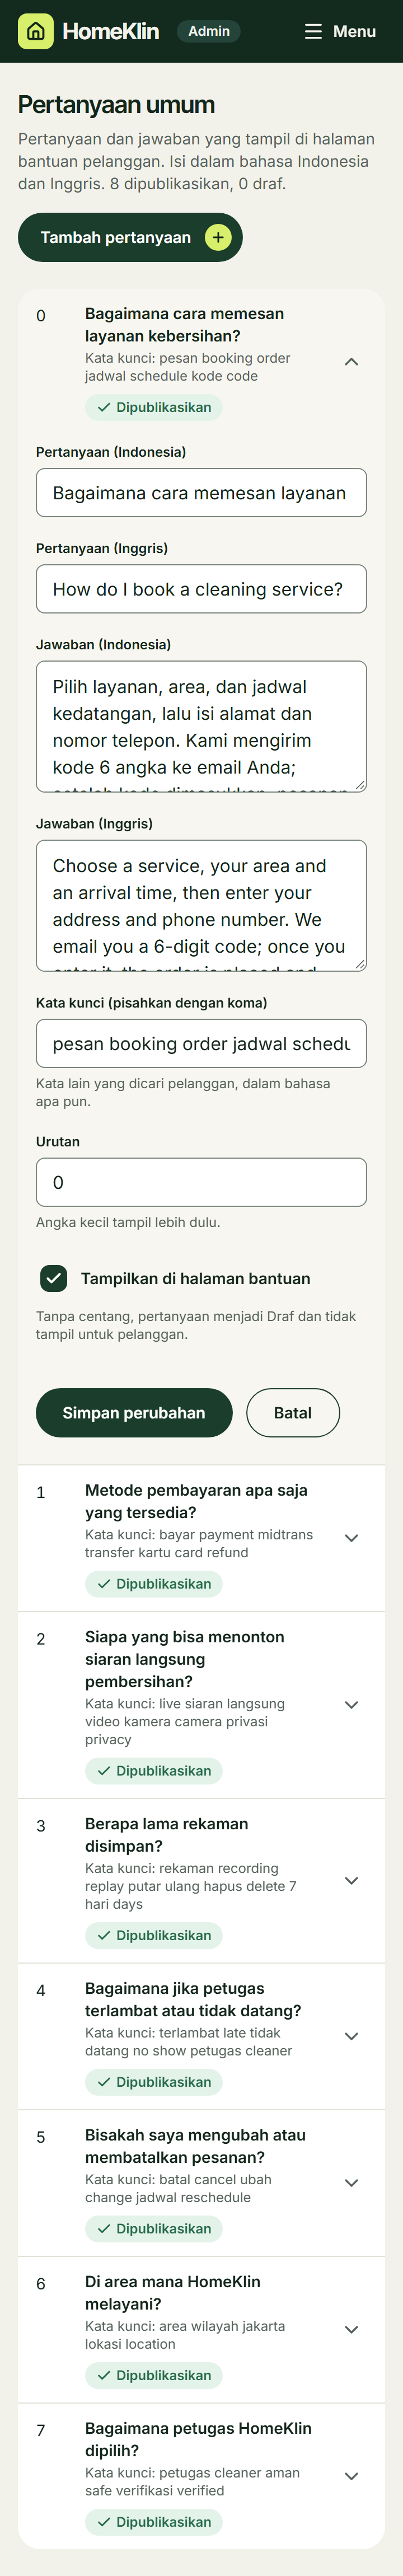 HomeKlin Admin Menu
Pertanyaan umum
Pertanyaan dan jawaban yang tampil di halaman
bantuan pelanggan. Isi dalam bahasa Indonesia
dan Inggris. 8 dipublikasikan, 0 draf.
Tambah pertanyaan
0
Bagaimana cara memesan
layanan kebersihan?
Kata kunci: pesan booking order
jadwal schedule kode code
Dipublikasikan
Pertanyaan (Indonesia)
Bagaimana cara memesan layanan
Pertanyaan (Inggris)
How do I book a cleaning service?
Jawaban (Indonesia)
Pilih layanan, area, dan jadwal
kedatangan, lalu isi alamat dan
nomor telepon. Kami mengirim
kode 6 angka ke email Anda;
Jawaban (Inggris)
Choose a service, your area and
an arrival time, then enter your
address and phone number. We
email you a 6-digit code; once you
Kata kunci (pisahkan dengan koma)
pesan booking order jadwal
Kata lain yang dicari pelanggan, dalam bahasa
apa pun.
Urutan
0
Angka kecil tampil lebih dulu.
Tampilkan di halaman bantuan
Tanpa centang, pertanyaan menjadi Draf dan tidak
tampil untuk pelanggan.
Simpan perubahan Batal
1
Metode pembayaran apa saja
yang tersedia?
Kata kunci: bayar payment midtrans
transfer kartu card refund
Dipublikasikan
2
Siapa yang bisa menonton
siaran langsung
pembersihan?
Kata kunci: live siaran langsung
video kamera camera privasi
privacy
Dipublikasikan
3
Berapa lama rekaman
disimpan?
Kata kunci: rekaman recording
replay putar ulang hapus delete 7
hari days
Dipublikasikan
4
Bagaimana jika petugas
terlambat atau tidak datang?
Kata kunci: terlambat late tidak
datang no show petugas cleaner
Dipublikasikan
5
Bisakah saya mengubah atau
membatalkan pesanan?
Kata kunci: batal cancel ubah
change jadwal reschedule
Dipublikasikan
6
Di area mana HomeKlin
melayani?
Kata kunci: area wilayah jakarta
lokasi location
Dipublikasikan
7
Bagaimana petugas HomeKlin
dipilih?
Kata kunci: petugas cleaner aman
safe verifikasi verified
Dipublikasikan